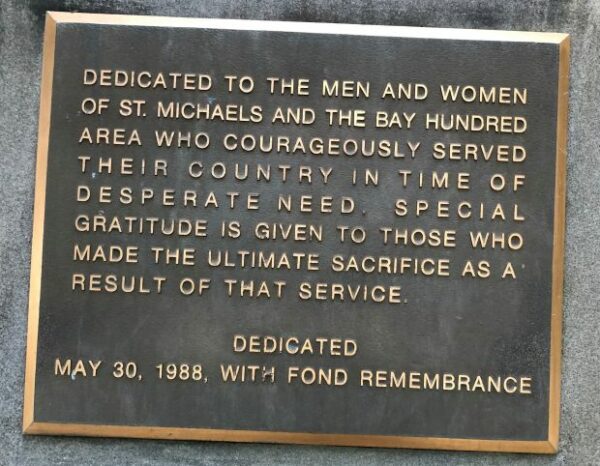 DEDICATED TO THE MEN AND WOMEN
OF ST. MICHAELS AND THE BAY HUNDRED
AREA WHO COURAGEOUSLY SERVED
THEIR COUNTRY IN TIME OF
DESPERATE NEED. SPECIAL
GRATITUDE IS GIVEN TO THOSE WHO
MADE THE ULTIMATE SACRIFICE AS A
RESULT OF THAT SERVICE.
DEDICATED
MAY 30, 1988, WITH FOND REMEMBRANCE